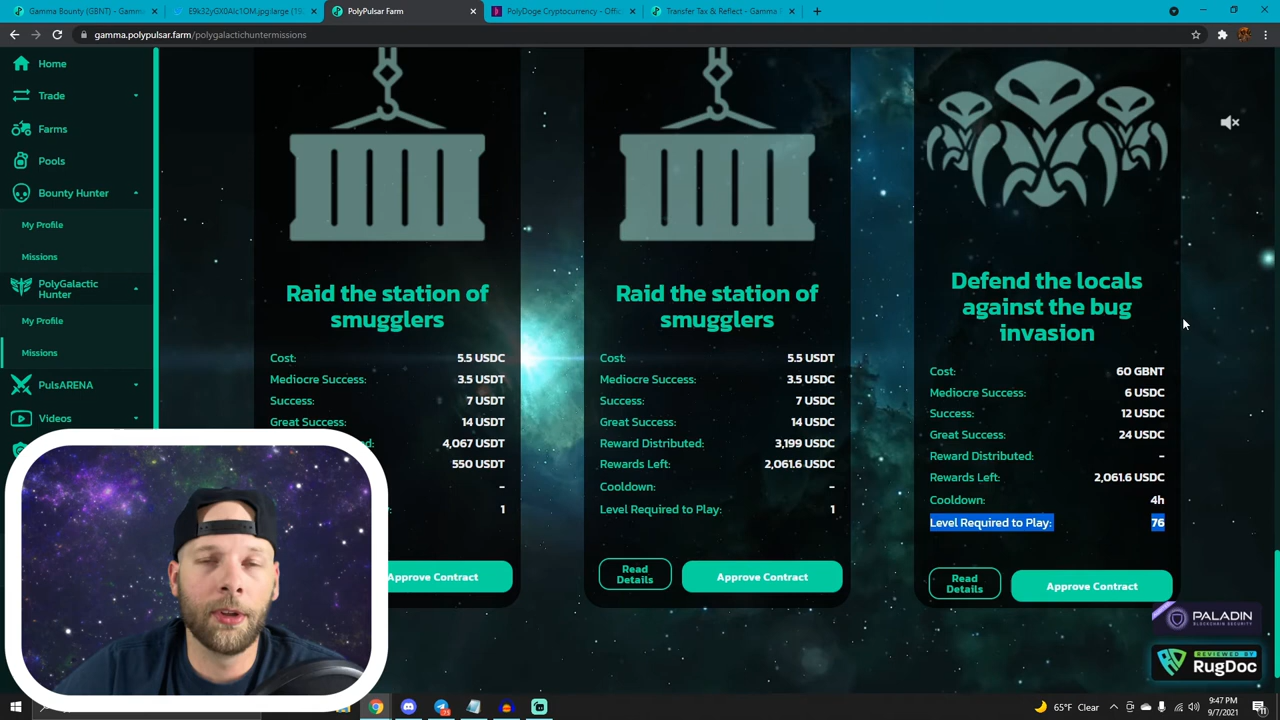 Gamma Bounty (GBNT) - Gamma
E9k32yGX0AIc1OM.jpg:large (19
PolyPulsar Farm
PolyDoge Cryptocurrency - Offic
Transfer Tax & Reflect - Gamma
gamma.polypulsar.farm/polygalactichuntermissions
Home
Trade
Farms
Pools
Bounty Hunter
My Profile
Missions
PolyGalactic
Hunter
My Profile
Missions
PulsARENA
Videos
Raid the station of
smugglers
Cost: 5.5 USDC
Mediocre Success: 3.5 USDT
Success: 7 USDT
Great Success: 14 USDT
4,067 USDT
550 USDT
-
1
Approve Contract
Raid the station of
smugglers
Cost: 5.5 USDT
Mediocre Success: 3.5 USDC
Success: 7 USDC
Great Success: 14 USDC
Reward Distributed: 3,199 USDC
Rewards Left: 2,061.6 USDC
Cooldown: -
Level Required to Play: 1
Read
Details
Approve Contract
Defend the locals
against the bug
invasion
Cost: 60 GBNT
Mediocre Success: 6 USDC
Success: 12 USDC
Great Success: 24 USDC
Reward Distributed: -
Rewards Left: 2,061.6 USDC
Cooldown: 4h
Level Required to Play: 76
Read
Details
Approve Contract
PALADIN
BLOCKCHAIN SECURITY
REVIEWED BY
RugDoc
65°F Clear
9:47 PM
9/7/2021